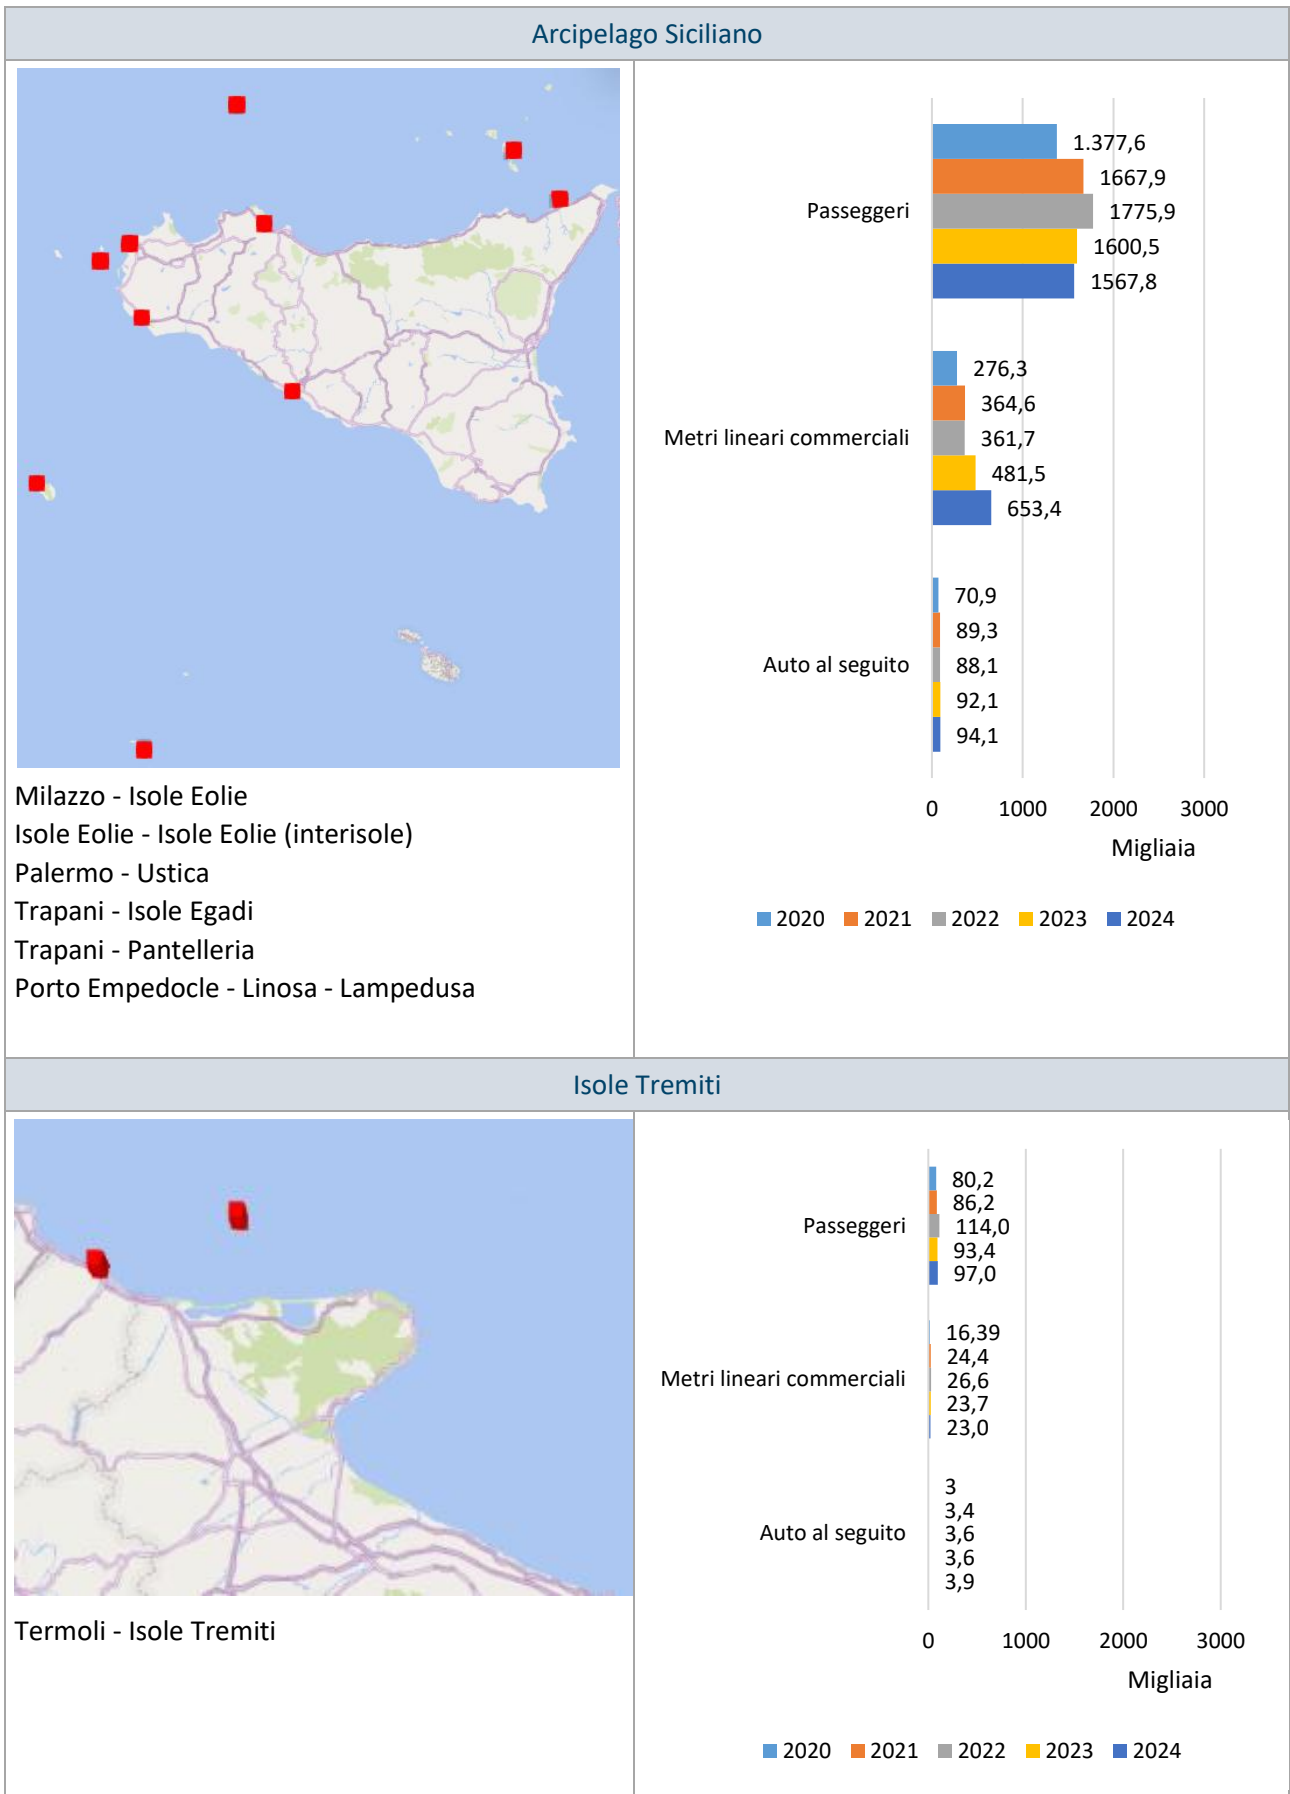 Arcipelago Siciliano
Milazzo - Isole Eolie
Isole Eolie - Isole Eolie (interisole)
Palermo - Ustica
Trapani - Isole Egadi
Trapani - Pantelleria
Porto Empedocle - Linosa - Lampedusa
Passeggeri
1.377,6
1667,9
1775,9
1600,5
1567,8
Metri lineari commerciali
276,3
364,6
361,7
481,5
653,4
Auto al seguito
70,9
89,3
88,1
92,1
94,1
0 1000 2000 3000
Migliaia
2020 2021 2022 2023 2024
Isole Tremiti
Termoli - Isole Tremiti
Passeggeri
80,2
86,2
114,0
93,4
97,0
Metri lineari commerciali
16,39
24,4
26,6
23,7
23,0
Auto al seguito
3
3,4
3,6
3,6
3,9
0 1000 2000 3000
Migliaia
2020 2021 2022 2023 2024